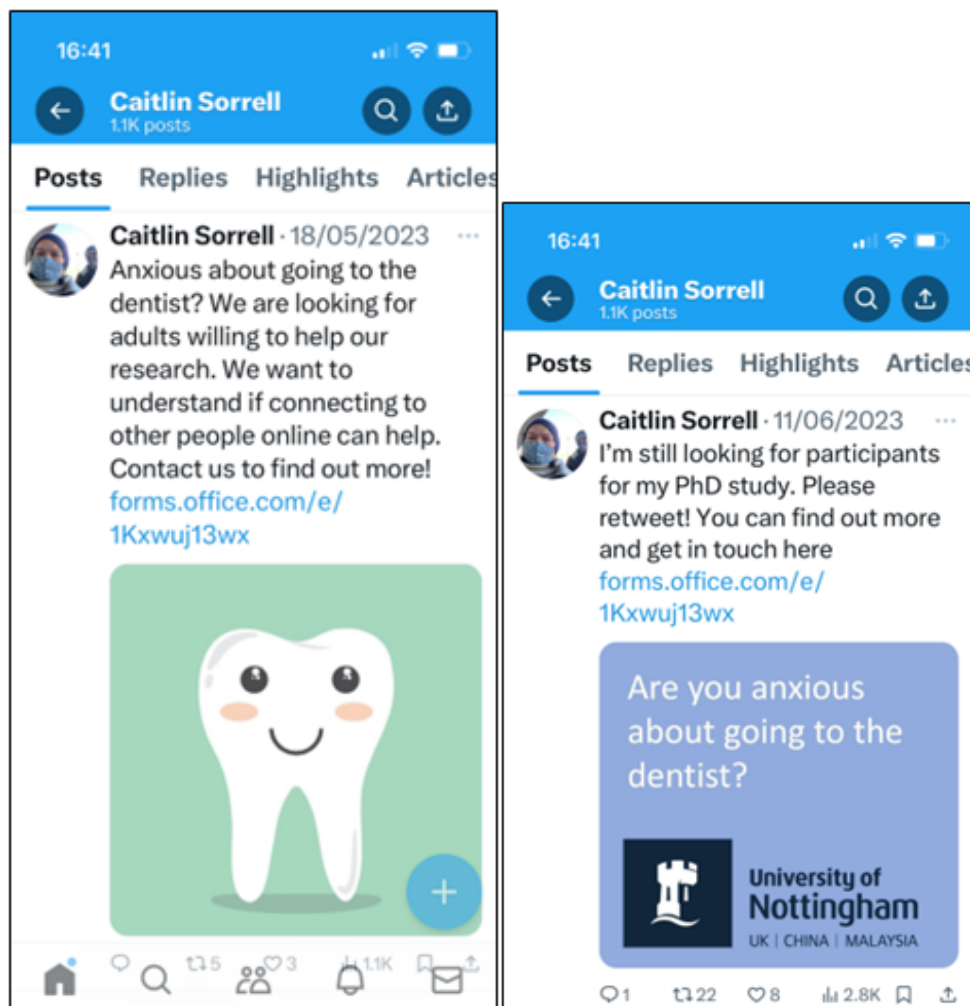 16:41
Caitlin Sorrell
1.1K posts
Posts Replies Highlights Articles
Caitlin Sorrell · 18/05/2023 ...
Anxious about going to the
dentist? We are looking for
adults willing to help our
research. We want to
understand if connecting to
other people online can help.
Contact us to find out more!
forms.office.com/e/
1Kxwuj13wx
5 3 1.1K
16:41
Caitlin Sorrell
1.1K posts
Posts Replies Highlights Articles
Caitlin Sorrell · 11/06/2023 ...
I'm still looking for participants
for my PhD study. Please
retweet! You can find out more
and get in touch here
forms.office.com/e/
1Kxwuj13wx
Are you anxious
about going to the
dentist?
University of
Nottingham
UK | CHINA | MALAYSIA
1 22 8 2.8K